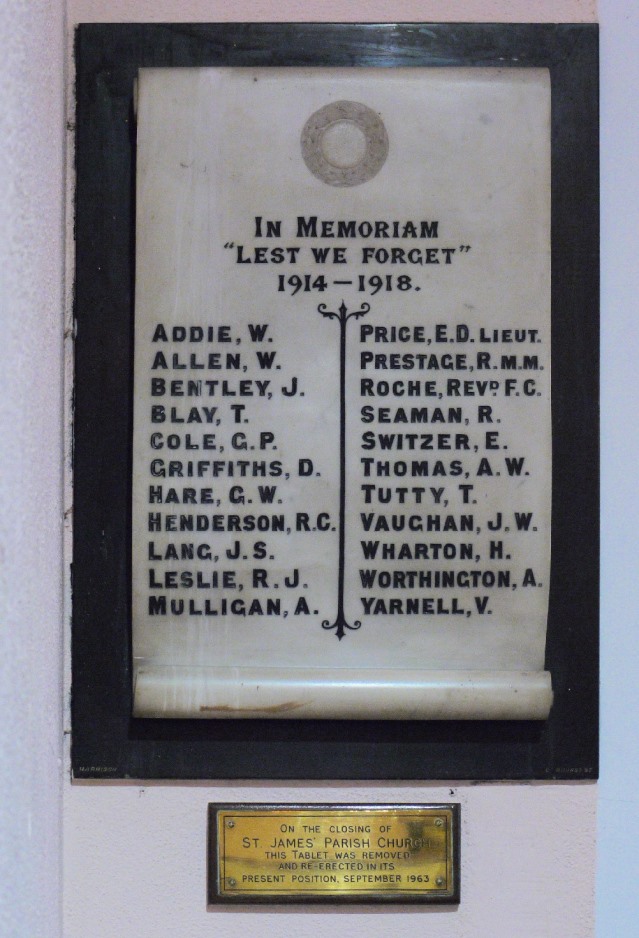 IN MEMORIAM
"LEST WE FORGET"
1914-1918.
ADDIE, W.
ALLEN, W.
BENTLEY, J.
BLAY, T.
COLE, G.P.
GRIFFITHS, D.
HARE, G.W.
HENDERSON, R.C.
LANG, J.S.
LESLIE, R.J.
MULLIGAN, A.
PRICE, E.D. LIEUT.
PRESTAGE, R.M.M.
ROCHE, REVD F.C.
SEAMAN, R.
SWITZER, E.
THOMAS, A.W.
TUTTY, T.
VAUGHAN, J.W.
WHARTON, H.
WORTHINGTON, A.
YARNELL, V.
HARRISON
ON THE CLOSING OF
ST. JAMES' PARISH CHURCH
THIS TABLET WAS REMOVED
AND RE-ERECTED IN ITS
PRESENT POSITION, SEPTEMBER 1963